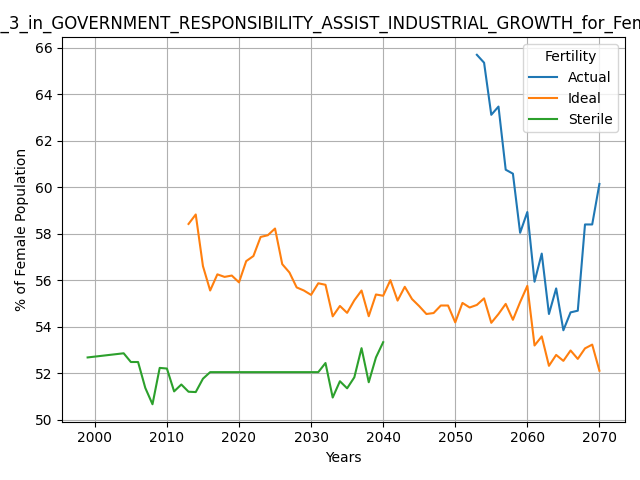 _3_in_GOVERNMENT_RESPONSIBILITY_ASSIST_INDUSTRIAL_GROWTH_for_Fem
Fertility
Actual
Ideal
Sterile
% of Female Population
66
64
62
60
58
56
54
52
50
2000
2010
2020
2030
2040
2050
2060
2070
Years